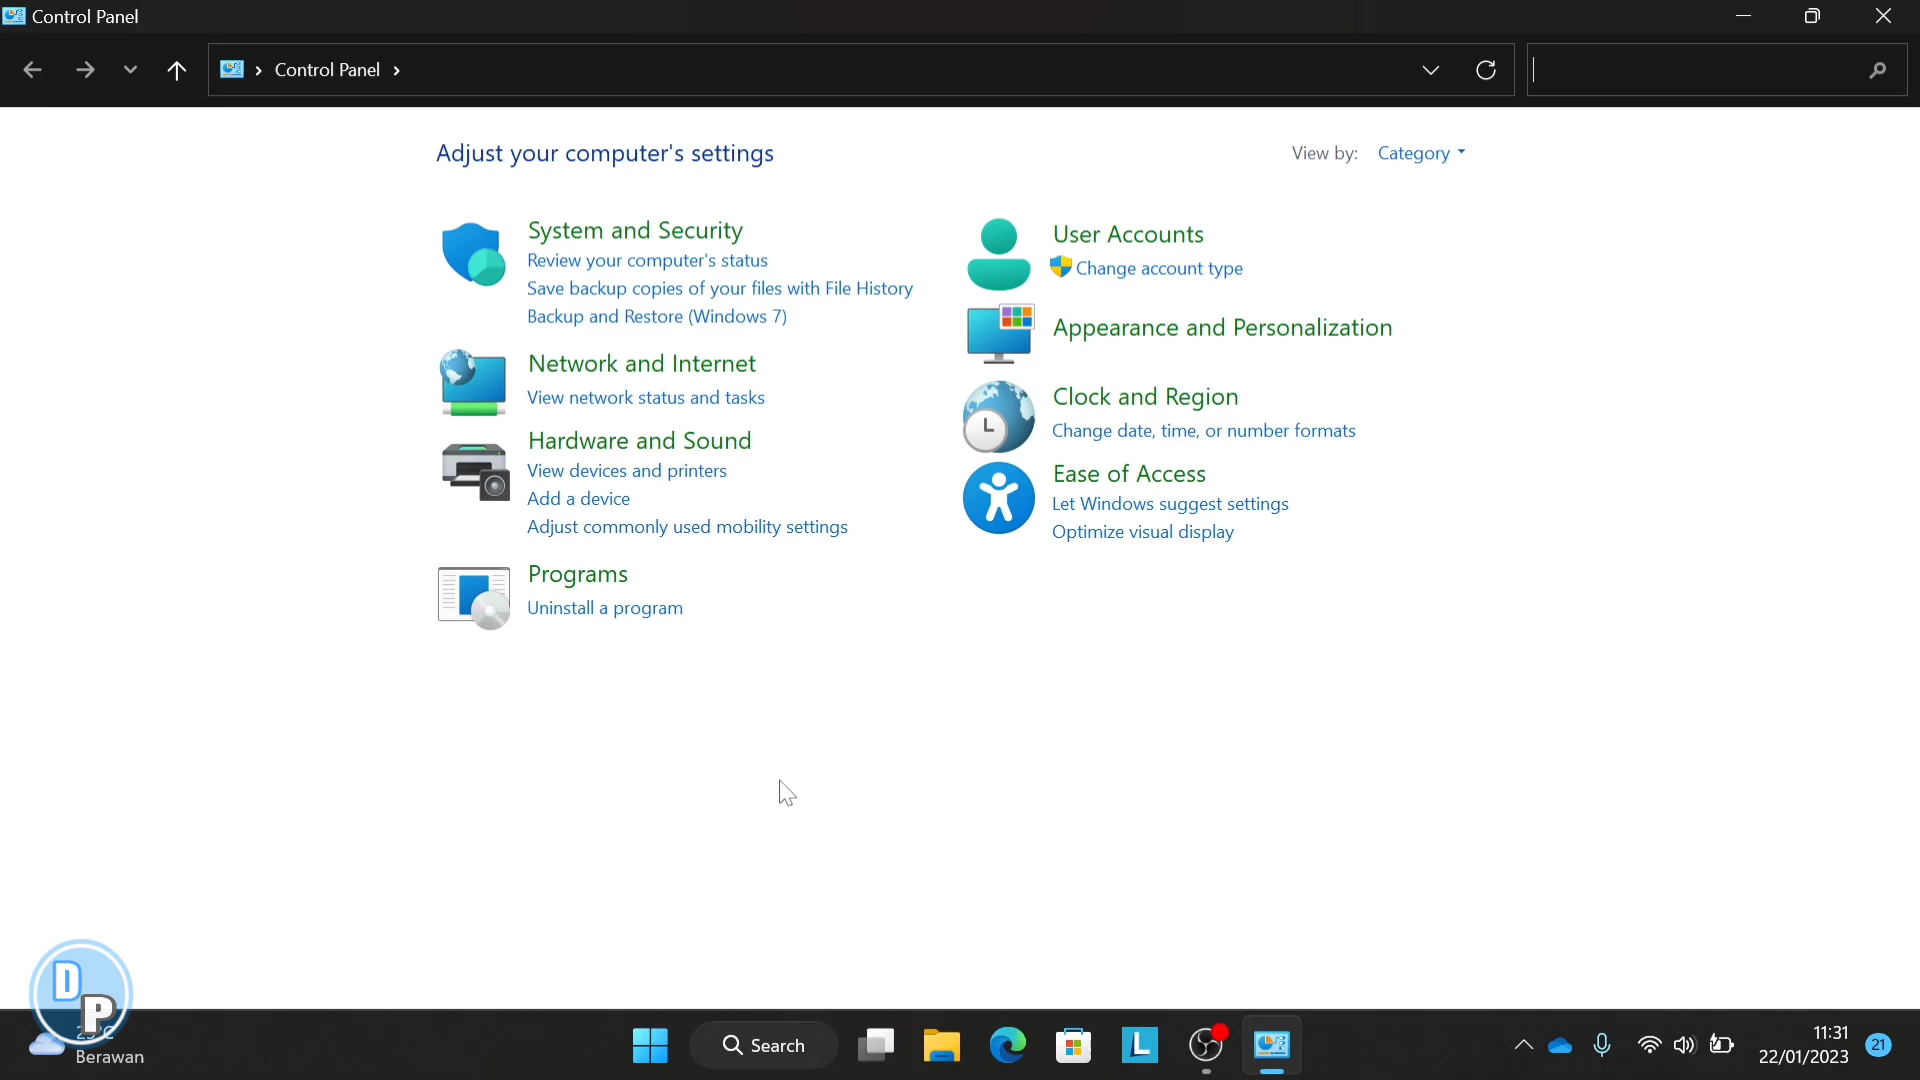 Control Panel
Control Panel
Adjust your computer's settings
View by: Category
System and Security
Review your computer's status
Save backup copies of your files with File History
Backup and Restore (Windows 7)
Network and Internet
View network status and tasks
Hardware and Sound
View devices and printers
Add a device
Adjust commonly used mobility settings
Programs
Uninstall a program
User Accounts
Change account type
Appearance and Personalization
Clock and Region
Change date, time, or number formats
Ease of Access
Let Windows suggest settings
Optimize visual display
D
P
Berawan
Search
L
11:31
22/01/2023
21